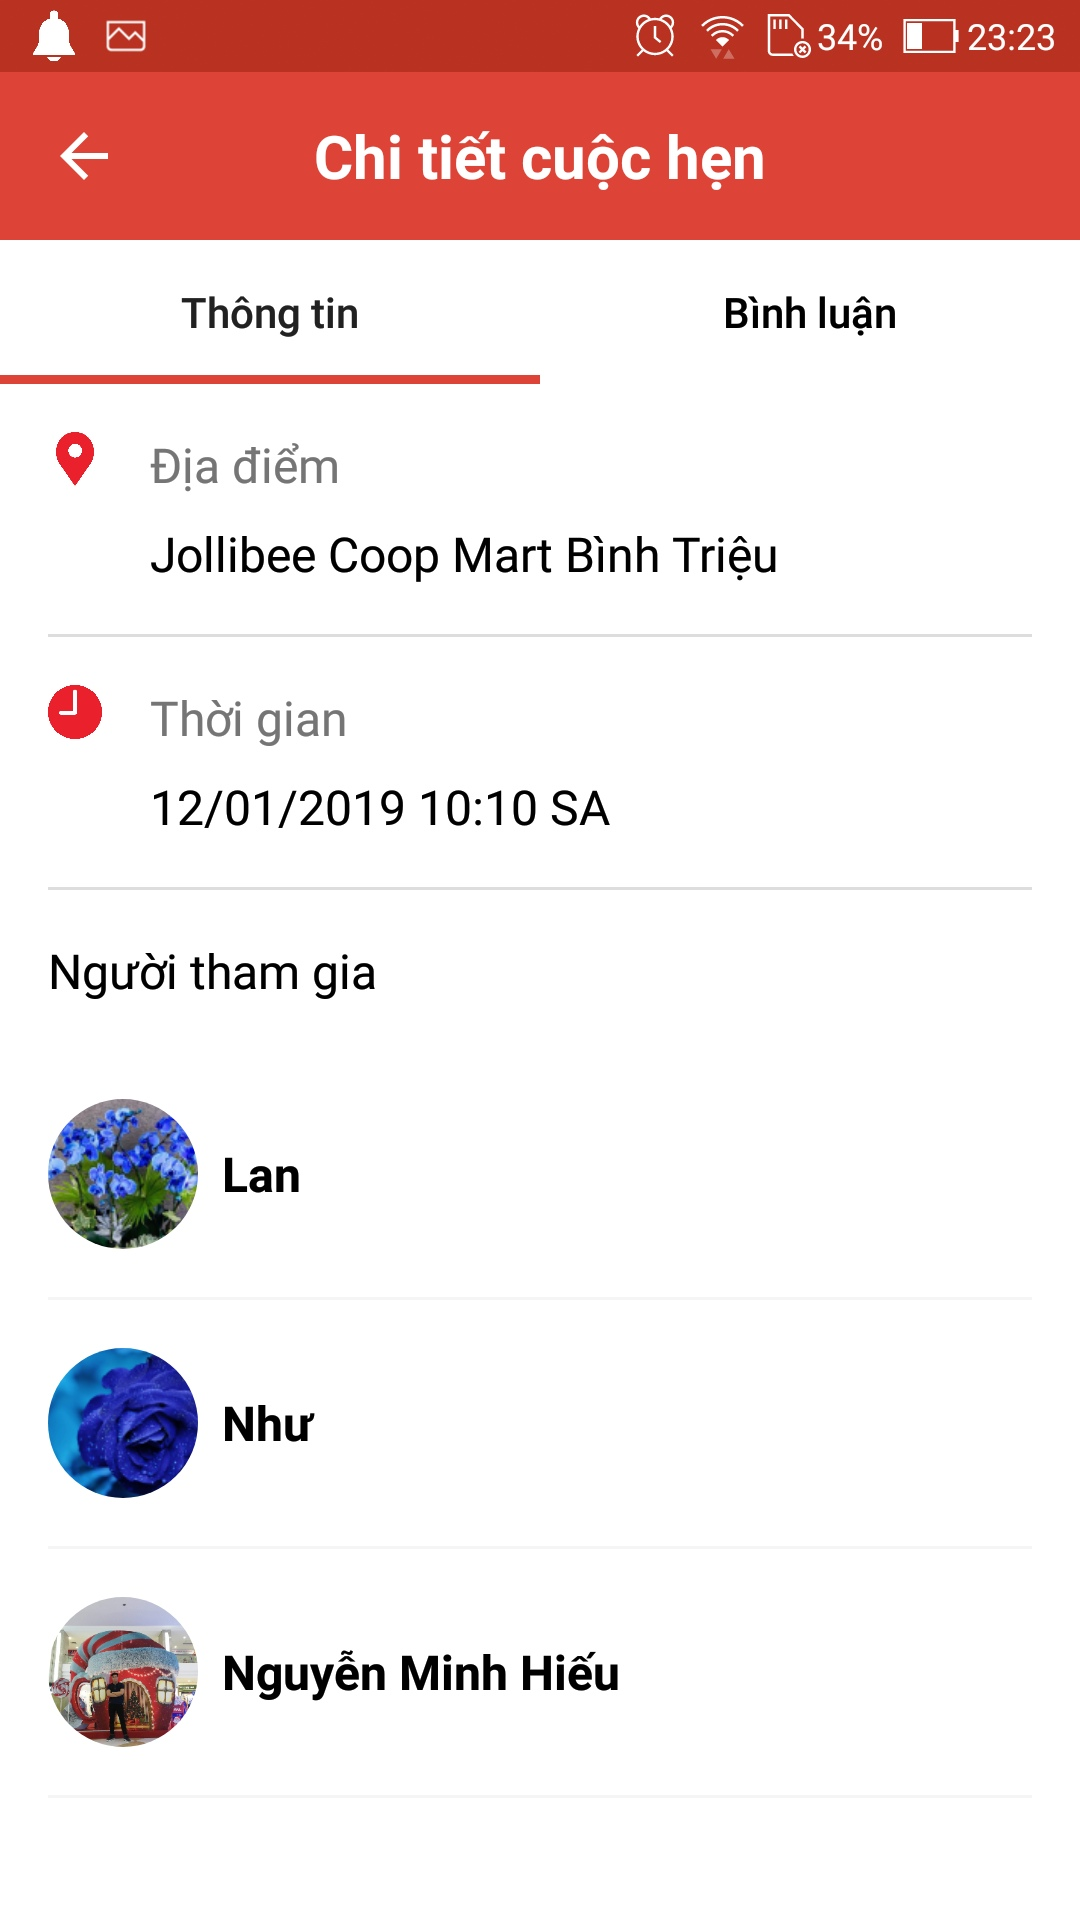 34% 23:23
Chi tiết cuộc hẹn
Thông tin Bình luận
Địa điểm
Jollibee Coop Mart Bình Triệu
Thời gian
12/01/2019 10:10 SA
Người tham gia
Lan
Như
Nguyễn Minh Hiếu